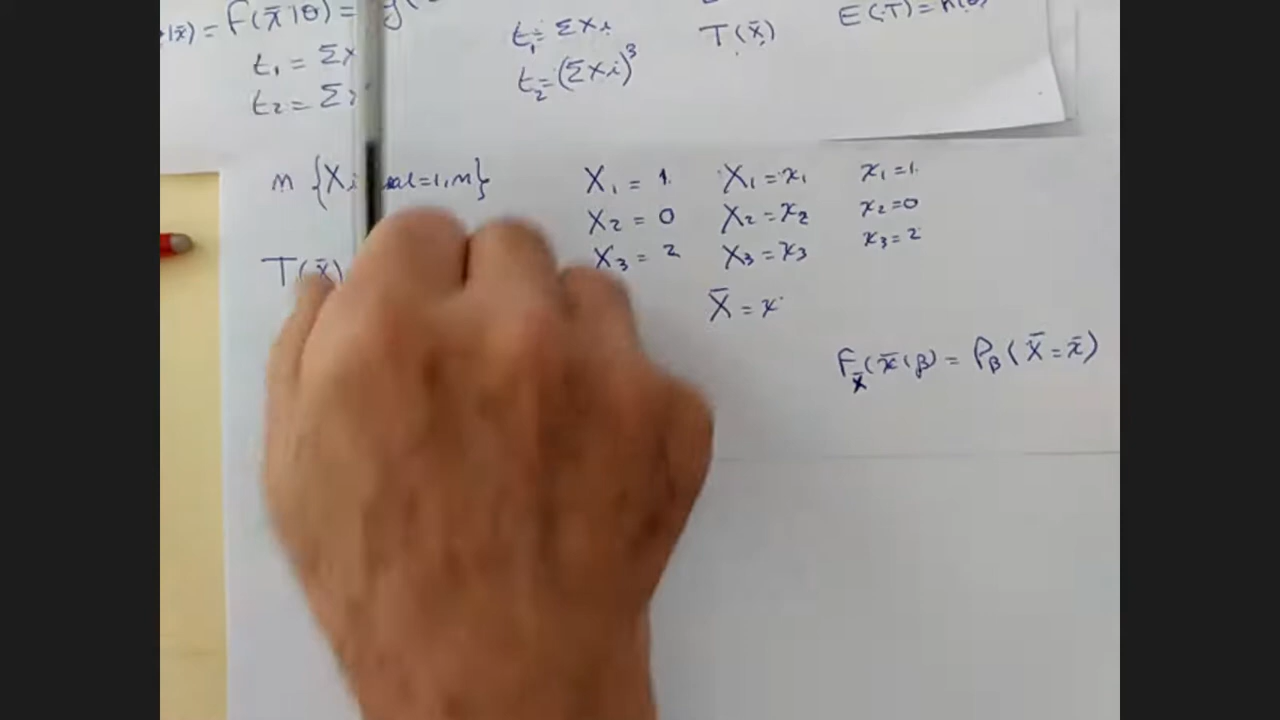 (x̄) = F(x̄|θ) = g(
t₁ = Σx
t₂ = Σ
t₁ = Σxi
t₂ = (Σxi)³
T(x̄)
E(T) =
n {Xi =1,n}
T(x̄)
X₁ = 1
X₂ = 0
X₃ = 2
X₁ = x₁
X₂ = x₂
X₃ = x₃
X̄ = x
x₁ = 1
x₂ = 0
x₃ = 2
F_X̄(x̄|β) = P_β(X̄ = x̄)